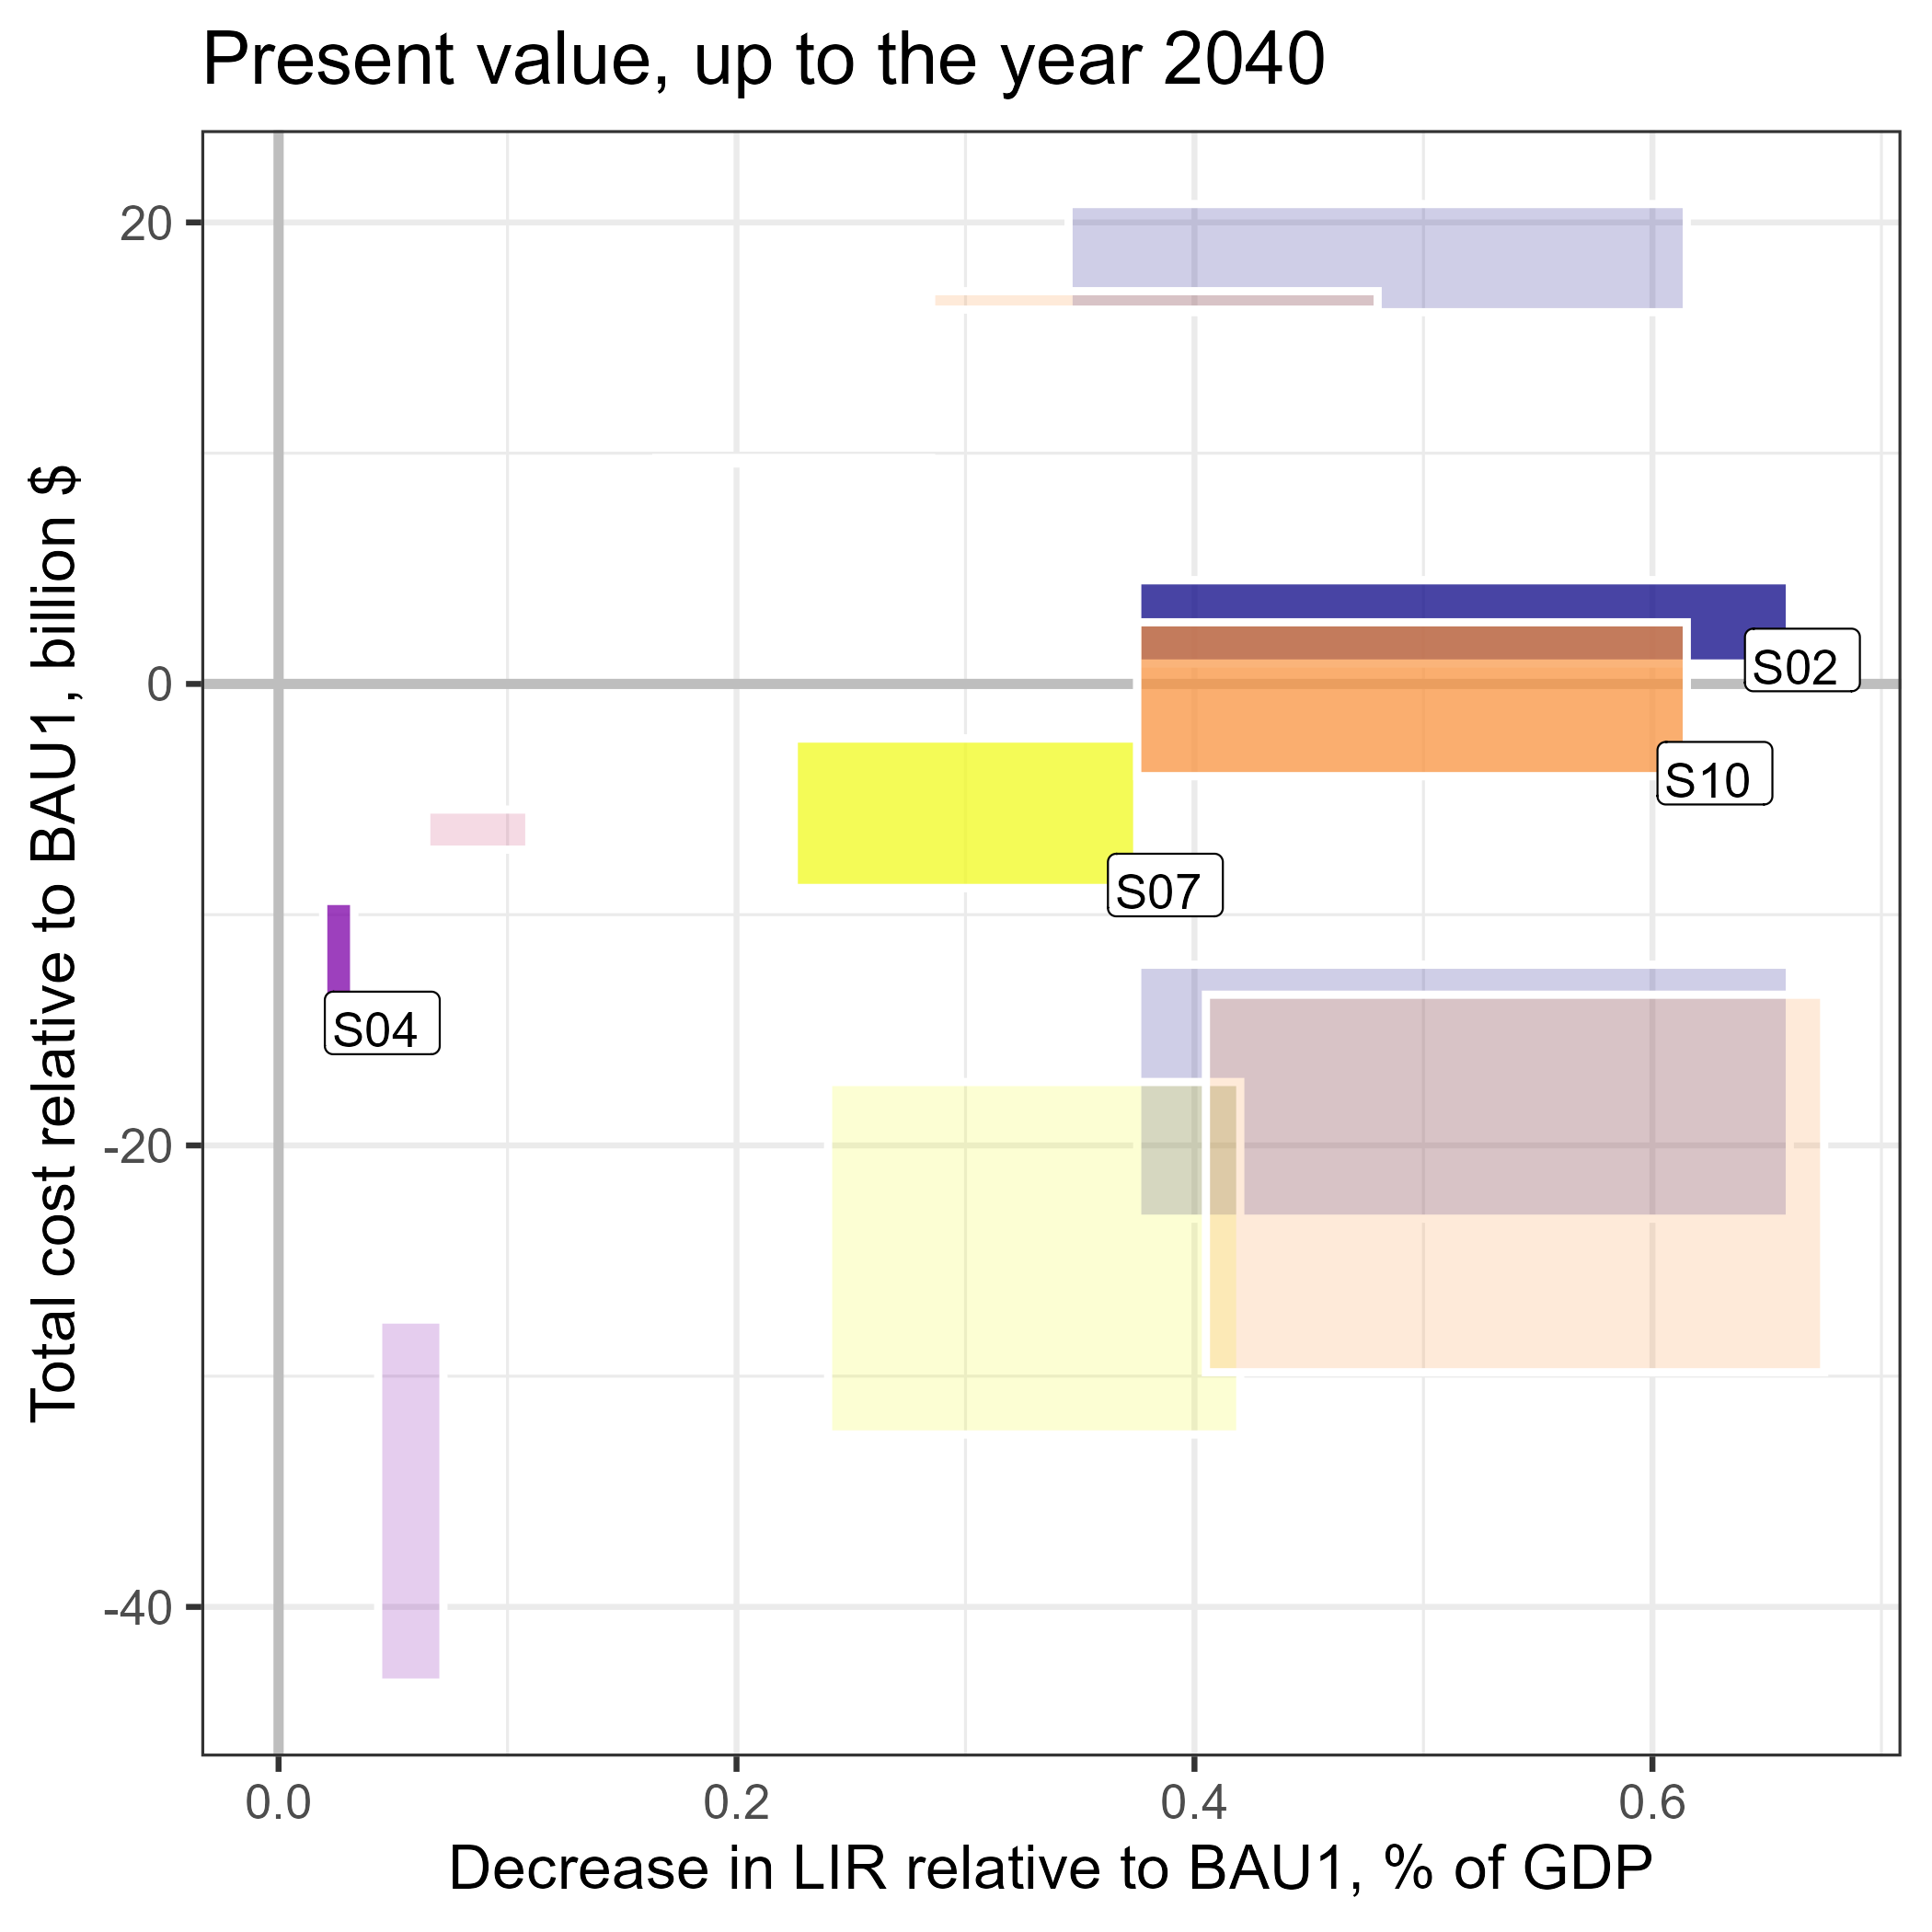 Present value, up to the year 2040
Total cost relative to BAU1, billion $
20
0
-20
-40
S02
S10
S07
S04
0.0
0.2
0.4
0.6
Decrease in LIR relative to BAU1, % of GDP